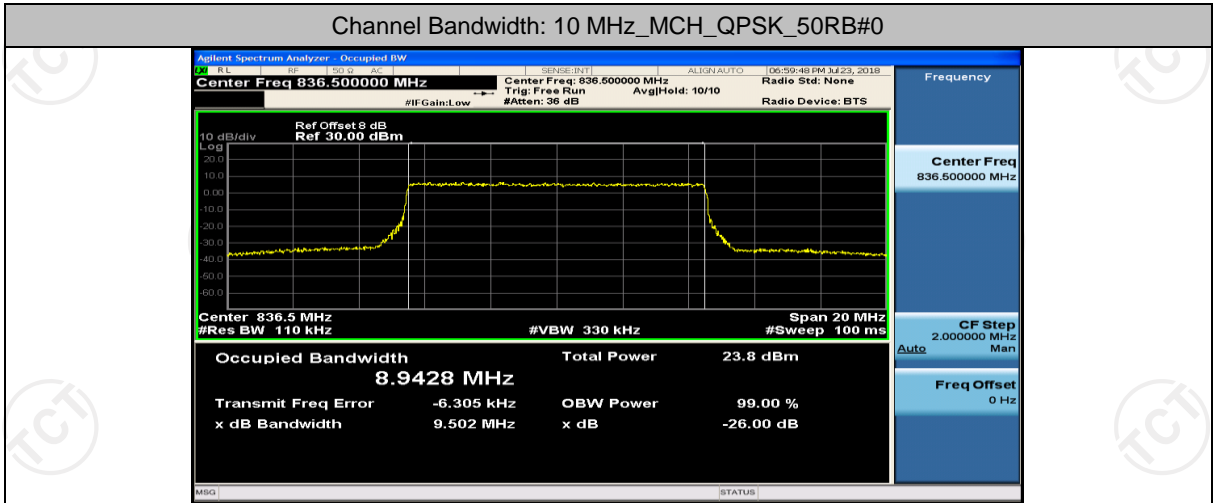 Channel Bandwidth: 10 MHz_MCH_QPSK_50RB#0
Agilent Spectrum Analyzer - Occupied BW
LXI RL RF 50 Ω AC SENSE:INT ALIGN AUTO 06:59:48 PM Jul 23, 2018
Center Freq 836.500000 MHz
Center Freq: 836.500000 MHz
Radio Std: None
Trig: Free Run Avg|Hold: 10/10
#IFGain:Low
#Atten: 36 dB
Radio Device: BTS
Frequency
Ref Offset 8 dB
10 dB/div Ref 30.00 dBm
Log
20.0
10.0
0.00
-10.0
-20.0
-30.0
-40.0
-50.0
-60.0
Center Freq
836.500000 MHz
Center 836.5 MHz Span 20 MHz
#Res BW 110 kHz #VBW 330 kHz #Sweep 100 ms
CF Step
2.000000 MHz
Auto Man
Occupied Bandwidth Total Power 23.8 dBm
8.9428 MHz
Transmit Freq Error -6.305 kHz OBW Power 99.00 %
x dB Bandwidth 9.502 MHz x dB -26.00 dB
Freq Offset
0 Hz
MSG STATUS
TCT
TCT
TCT
TCT